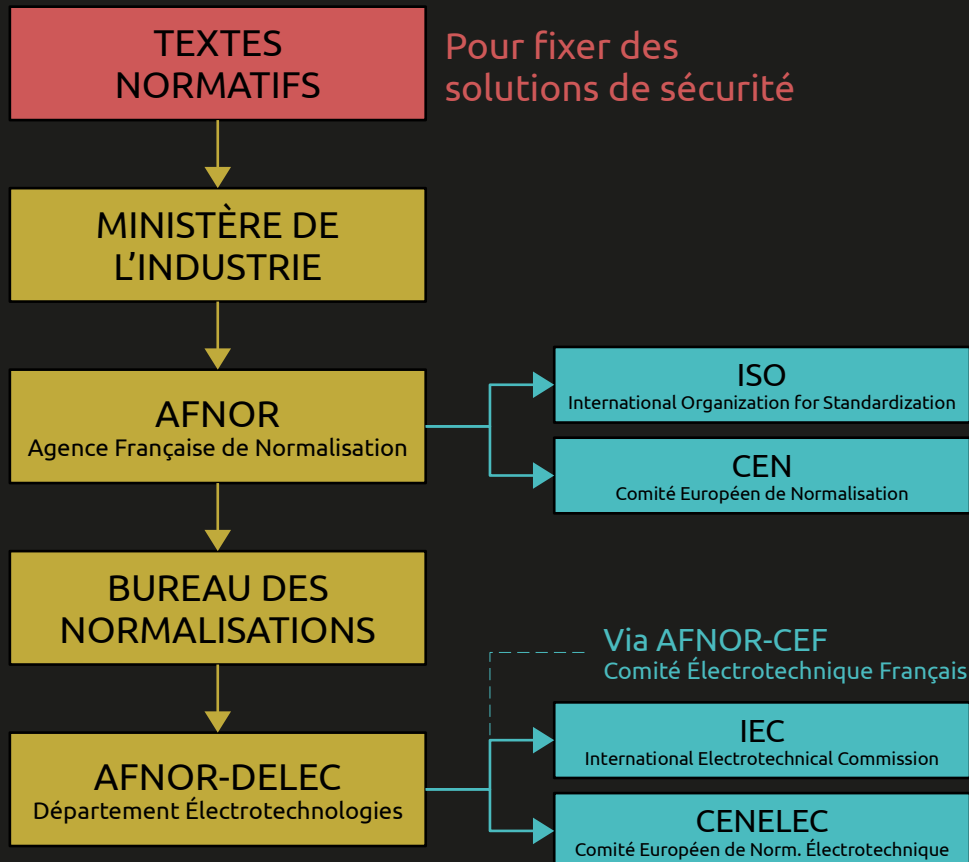 TEXTES
NORMATIFS
Pour fixer des
solutions de sécurité
MINISTÈRE DE
L’INDUSTRIE
AFNOR
Agence Française de Normalisation
ISO
International Organization for Standardization
CEN
Comité Européen de Normalisation
BUREAU DES
NORMALISATIONS
Via AFNOR-CEF
Comité Électrotechnique Français
AFNOR-DELEC
Département Électrotechnologies
IEC
International Electrotechnical Commission
CENELEC
Comité Européen de Norm. Électrotechnique